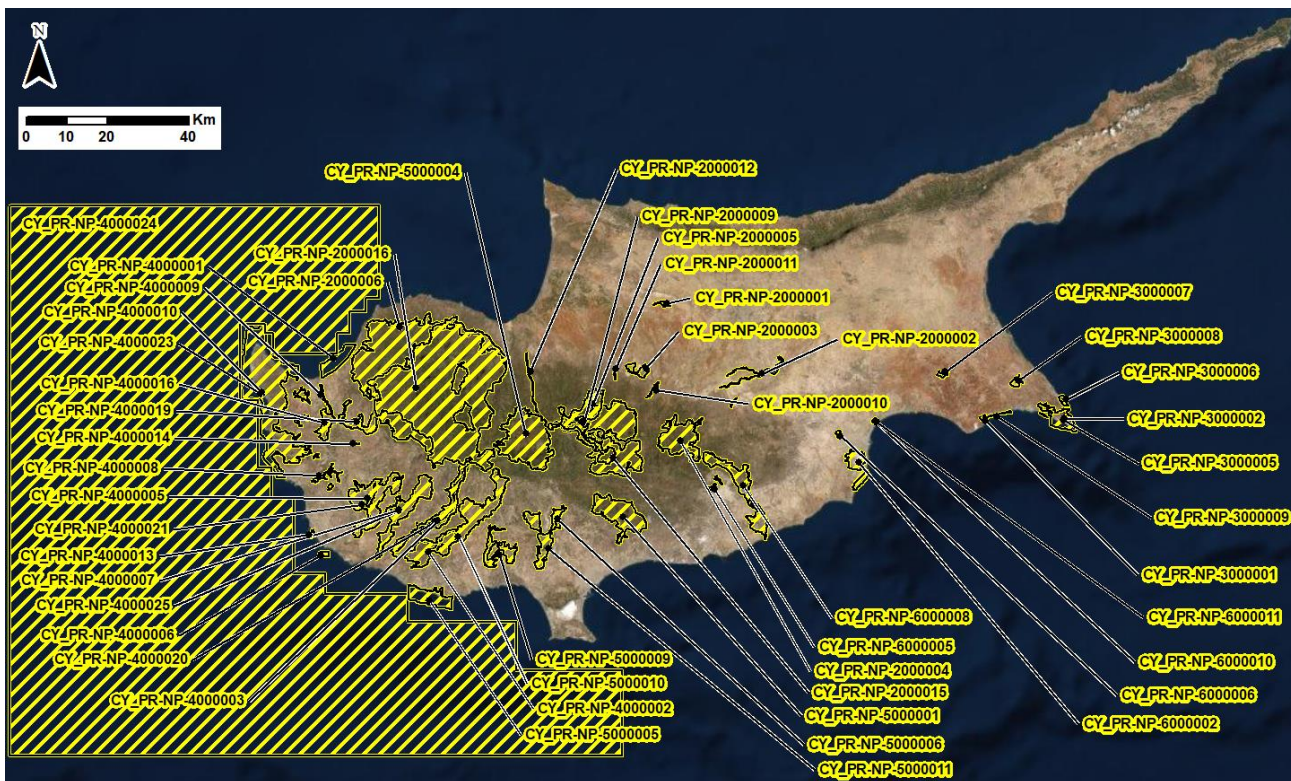 N
Km
0 10 20 40
CY_PR-NP-5000004
CY_PR-NP-2000012
CY_PR-NP-4000024
CY_PR-NP-2000009
CY_PR-NP-2000005
CY_PR-NP-2000016
CY_PR-NP-4000001
CY_PR-NP-2000011
CY_PR-NP-2000006
CY_PR-NP-4000009
CY_PR-NP-2000001
CY_PR-NP-3000007
CY_PR-NP-4000010
CY_PR-NP-2000003
CY_PR-NP-2000002
CY_PR-NP-3000008
CY_PR-NP-4000023
CY_PR-NP-3000006
CY_PR-NP-4000016
CY_PR-NP-2000010
CY_PR-NP-4000019
CY_PR-NP-3000002
CY_PR-NP-4000014
CY_PR-NP-3000005
CY_PR-NP-4000008
CY_PR-NP-4000005
CY_PR-NP-3000009
CY_PR-NP-4000021
CY_PR-NP-4000013
CY_PR-NP-3000001
CY_PR-NP-4000007
CY_PR-NP-4000025
CY_PR-NP-6000008
CY_PR-NP-6000011
CY_PR-NP-4000006
CY_PR-NP-6000005
CY_PR-NP-4000020
CY_PR-NP-5000009
CY_PR-NP-6000010
CY_PR-NP-2000004
CY_PR-NP-5000010
CY_PR-NP-2000015
CY_PR-NP-6000006
CY_PR-NP-4000003
CY_PR-NP-4000002
CY_PR-NP-5000001
CY_PR-NP-6000002
CY_PR-NP-5000005
CY_PR-NP-5000006
CY_PR-NP-5000011